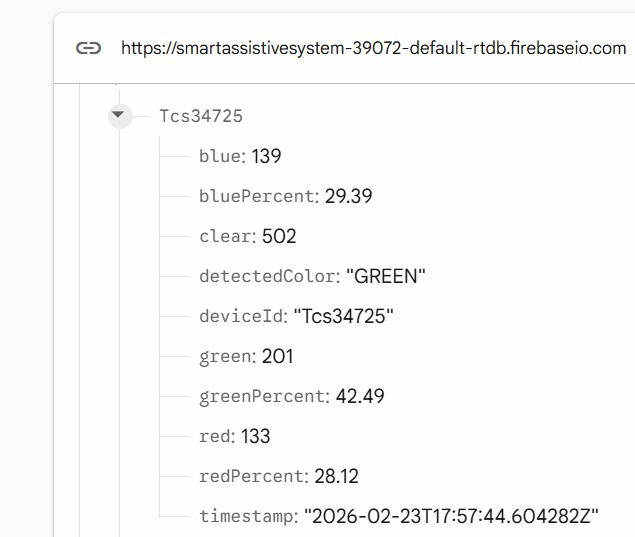 https://smartassistivesystem-39072-default-rtdb.firebaseio.com
Tcs34725
blue: 139
bluePercent: 29.39
clear: 502
detectedColor: "GREEN"
deviceId: "Tcs34725"
green: 201
greenPercent: 42.49
red: 133
redPercent: 28.12
timestamp: "2026-02-23T17:57:44.604282Z"